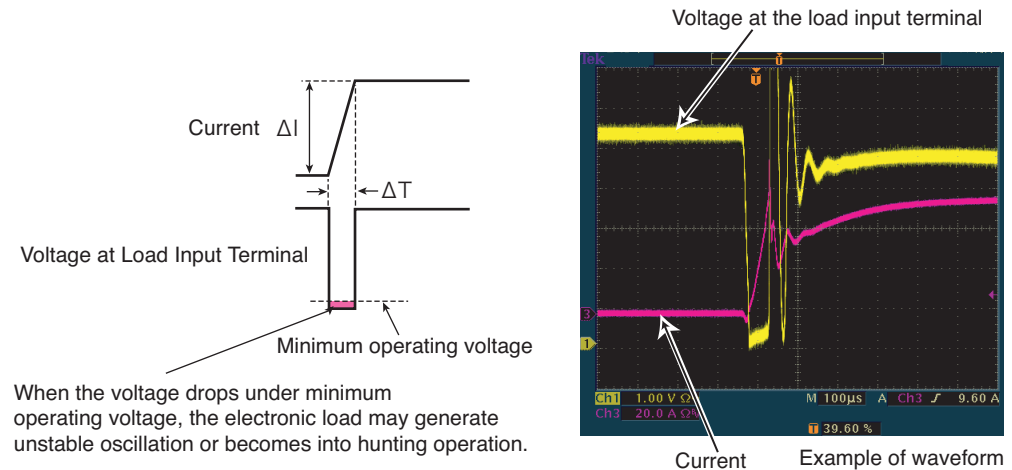 Voltage at the load input terminal
Current ΔI
ΔT
Voltage at Load Input Terminal
Minimum operating voltage
When the voltage drops under minimum
operating voltage, the electronic load may generate
unstable oscillation or becomes into hunting operation.
Tek
T
T
3
1
Ch1 1.00 V Ω
M 100µs A Ch3 9.60 A
Ch3 20.0 A Ω
T 39.60 %
Current
Example of waveform